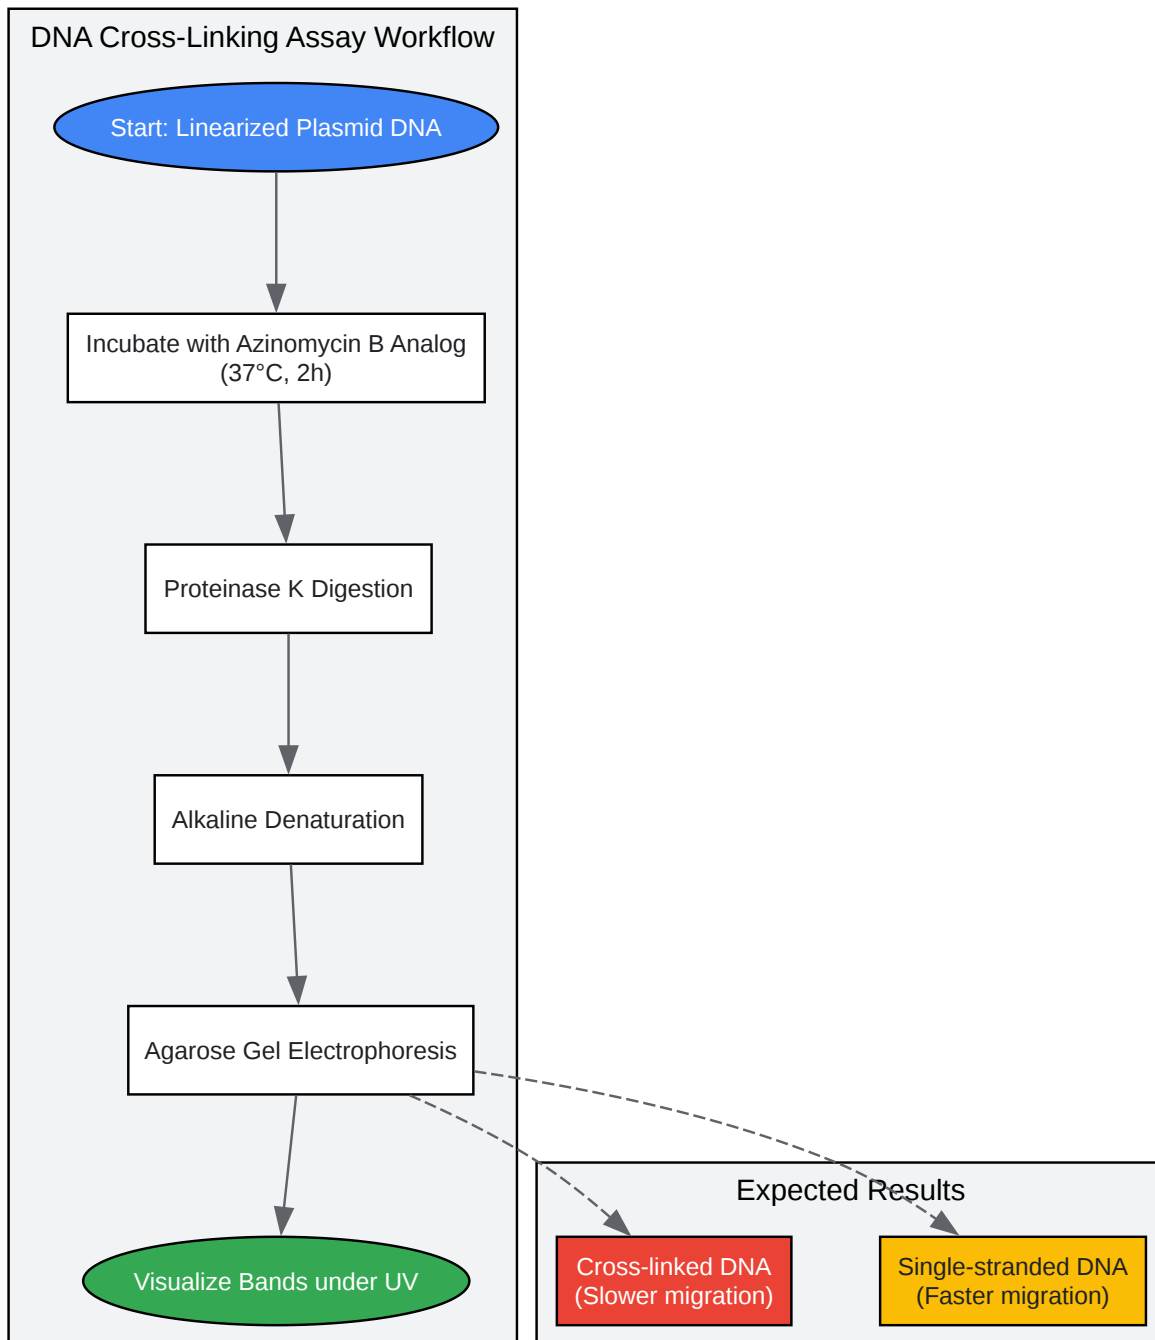 DNA Cross-Linking Assay Workflow
Start: Linearized Plasmid DNA
Incubate with Azinomycin B Analog
(37°C, 2h)
Proteinase K Digestion
Alkaline Denaturation
Agarose Gel Electrophoresis
Visualize Bands under UV
Expected Results
Cross-linked DNA
(Slower migration)
Single-stranded DNA
(Faster migration)